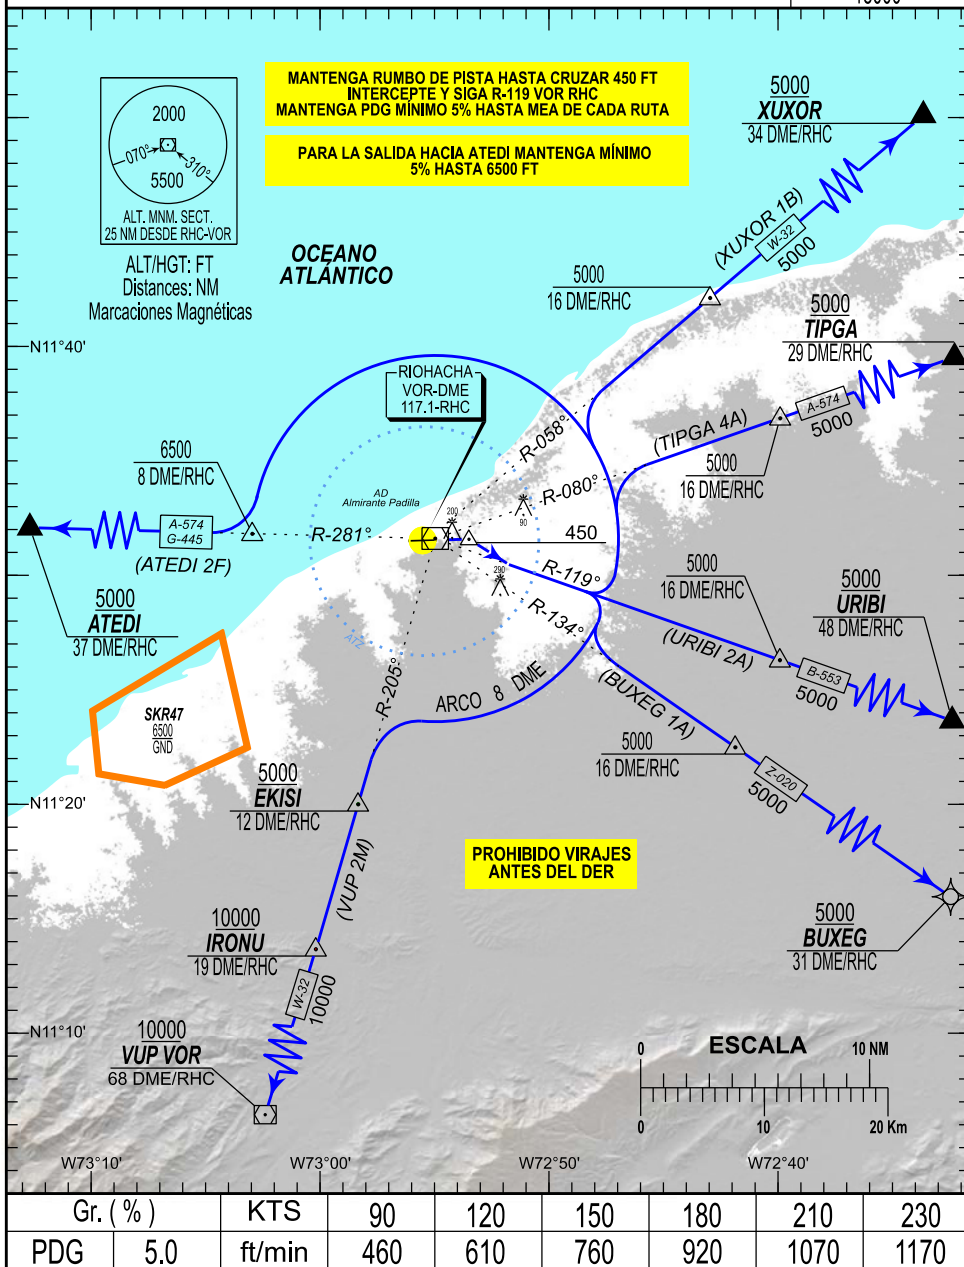 MANTENGA RUMBO DE PISTA HASTA CRUZAR 450 FT
INTERCEPTE Y SIGA R-119 VOR RHC
MANTENGA PDG MÍNIMO 5% HASTA MEA DE CADA RUTA
PARA LA SALIDA HACIA ATEDI MANTENGA MÍNIMO
5% HASTA 6500 FT
2000
070°
310°
5500
ALT. MNM. SECT.
25 NM DESDE RHC-VOR
ALT/HGT: FT
Distances: NM
Marcaciones Magnéticas
OCEANO
ATLÁNTICO
5000
XUXOR
34 DME/RHC
(XUXOR 1B)
W-32
5000
5000
16 DME/RHC
5000
TIPGA
29 DME/RHC
N11°40'
RIOHACHA
VOR-DME
117.1-RHC
R-058°
(TIPGA 4A)
A-574
5000
5000
16 DME/RHC
R-080°
6500
8 DME/RHC
AD
Almirante Padilla
200
90
450
A-574
G-445
R-281°
(ATEDI 2F)
290
R-119°
R-134°
5000
ATEDI
37 DME/RHC
ATZ
R-205°
5000
16 DME/RHC
5000
URIBI
48 DME/RHC
(URIBI 2A)
B-553
5000
ARCO 8 DME
(BUXEG 1A)
SKR47
6500
GND
5000
16 DME/RHC
Z-020
5000
5000
EKISI
12 DME/RHC
N11°20'
(VUP 2M)
PROHIBIDO VIRAJES
ANTES DEL DER
10000
IRONU
19 DME/RHC
5000
BUXEG
31 DME/RHC
W-32
10000
N11°10'
10000
VUP VOR
68 DME/RHC
ESCALA
0 10 NM
0 10 20 Km
W73°10' W73°00' W72°50' W72°40'
Gr. ( % ) KTS 90 120 150 180 210 230
PDG 5.0 ft/min 460 610 760 920 1070 1170